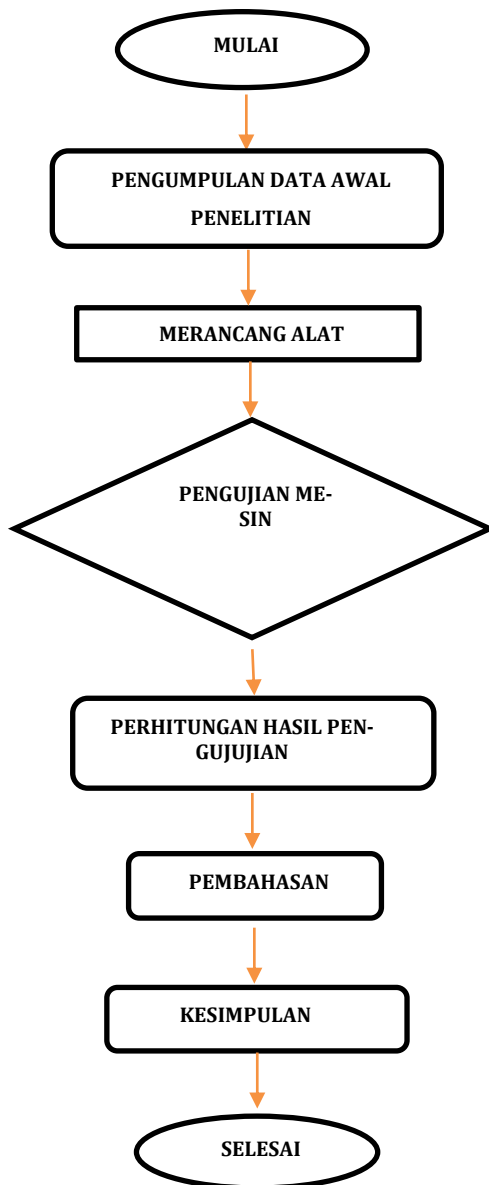 MULAI
PENGUMPULAN DATA AWAL
PENELITIAN
MERANCANG ALAT
PENGUJIAN ME-
SIN
PERHITUNGAN HASIL PEN-
GUJUJIAN
PEMBAHASAN
KESIMPULAN
SELESAI